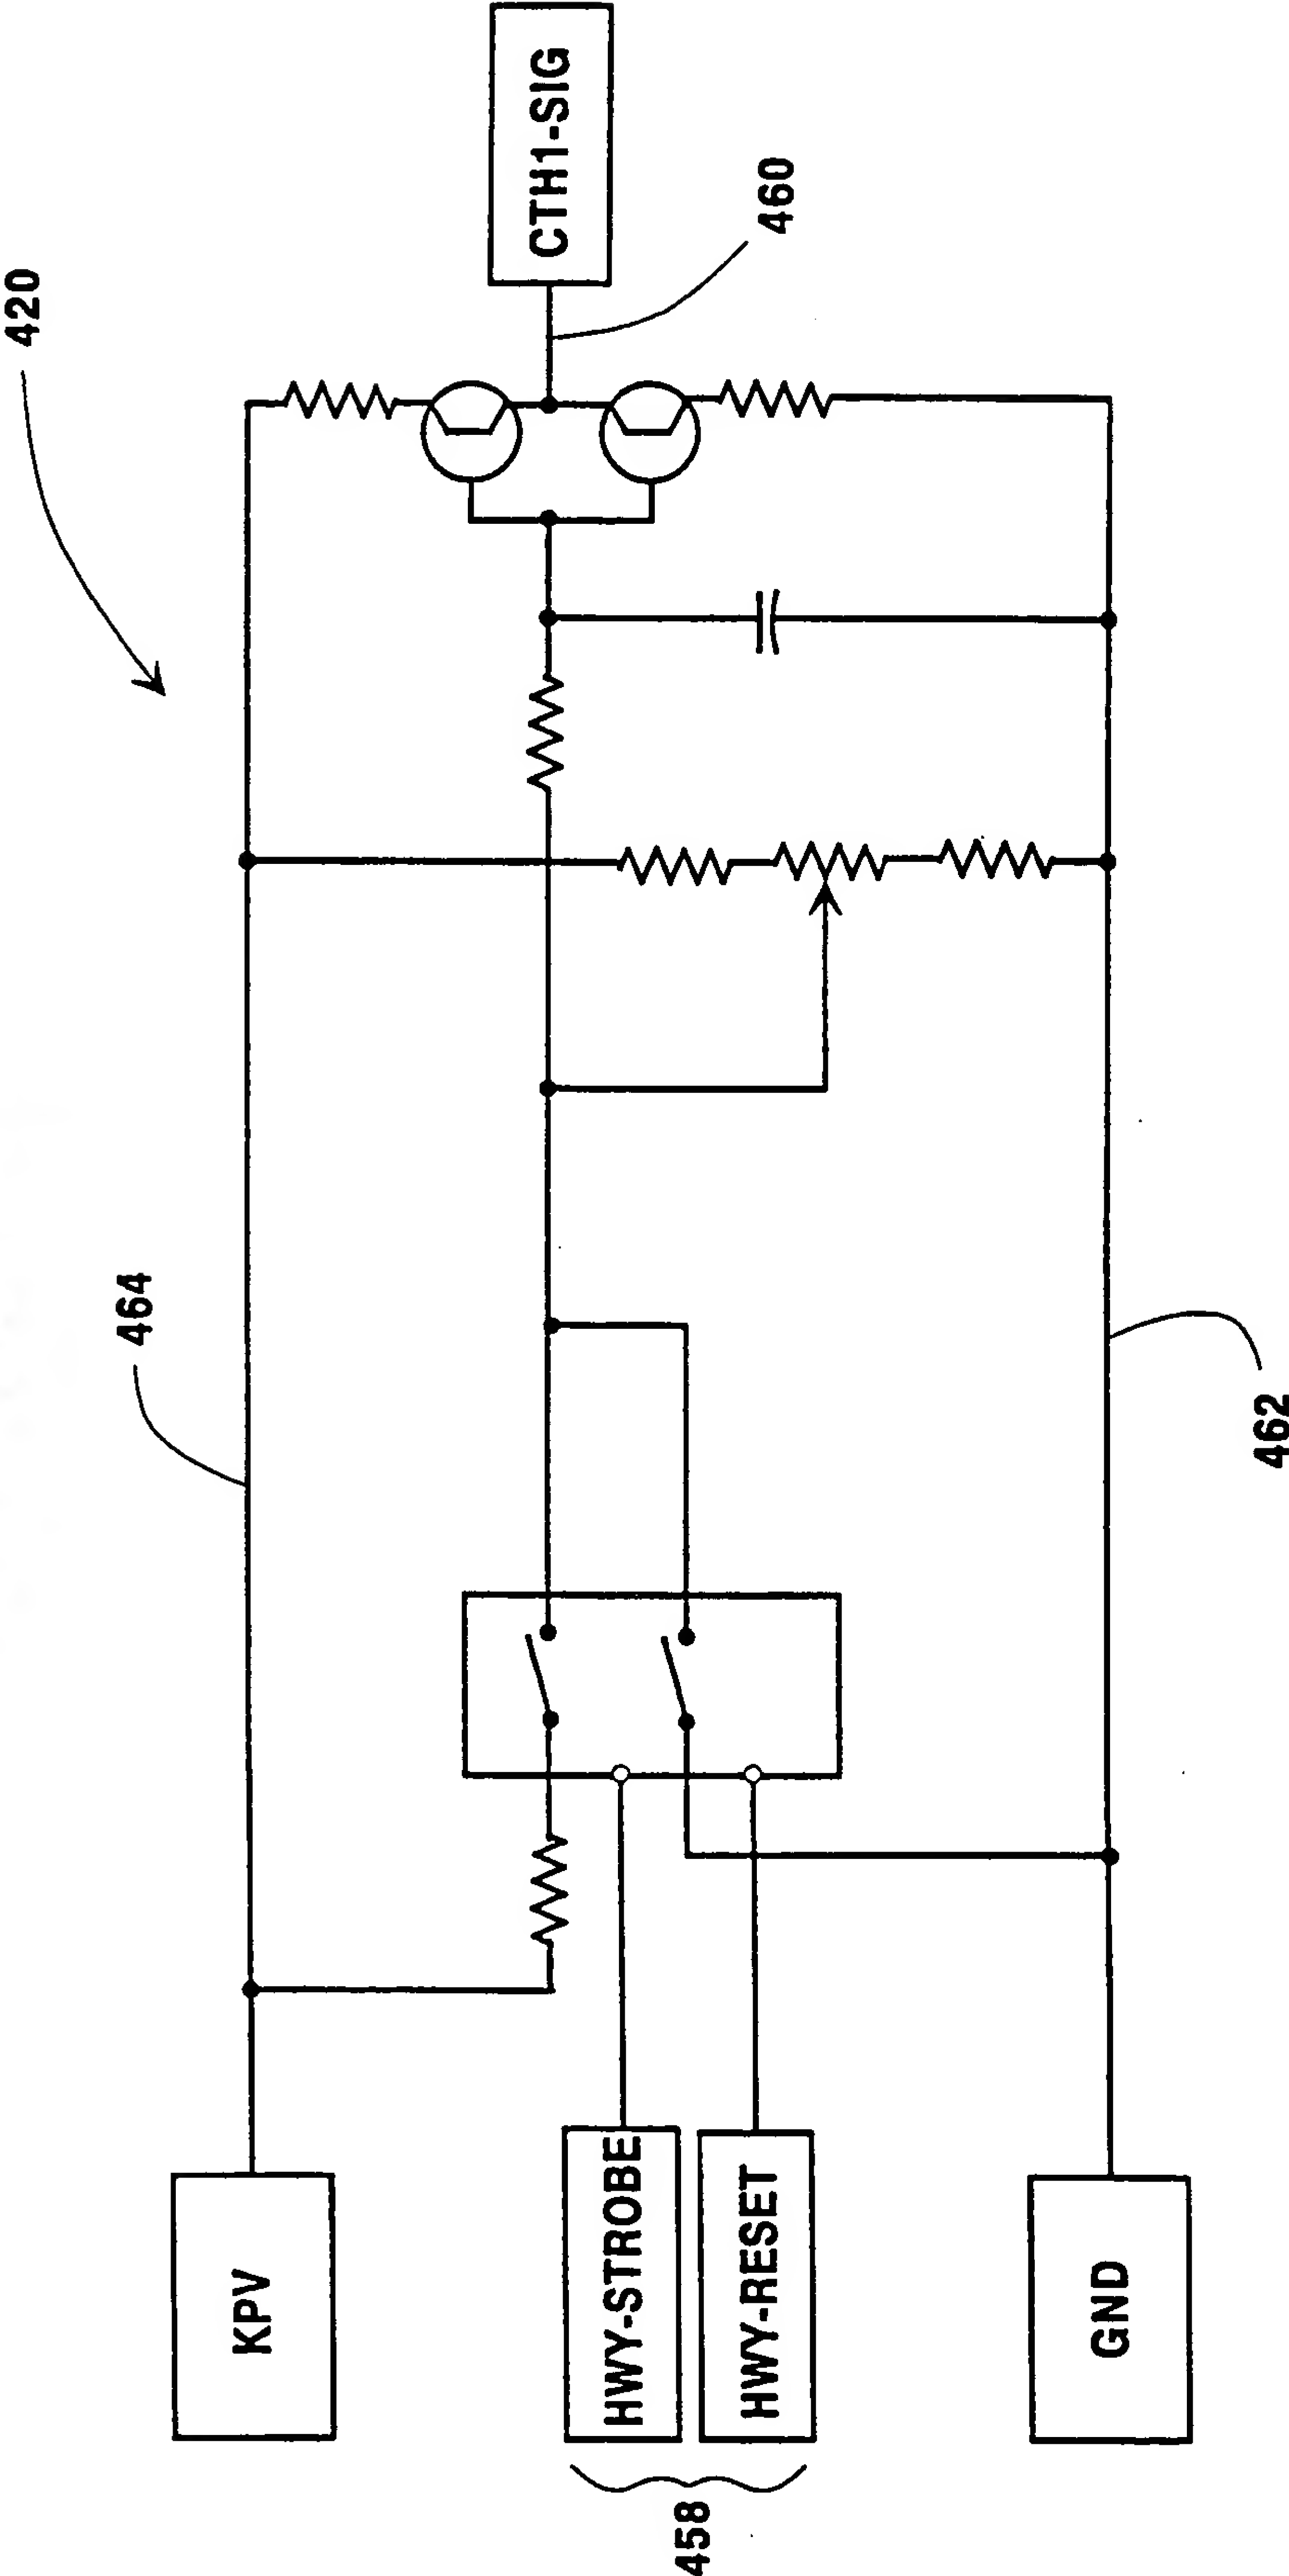 420
464
KPV
HWY-STROBE
HWY-RESET
458
GND
CTH1-SIG
460
462